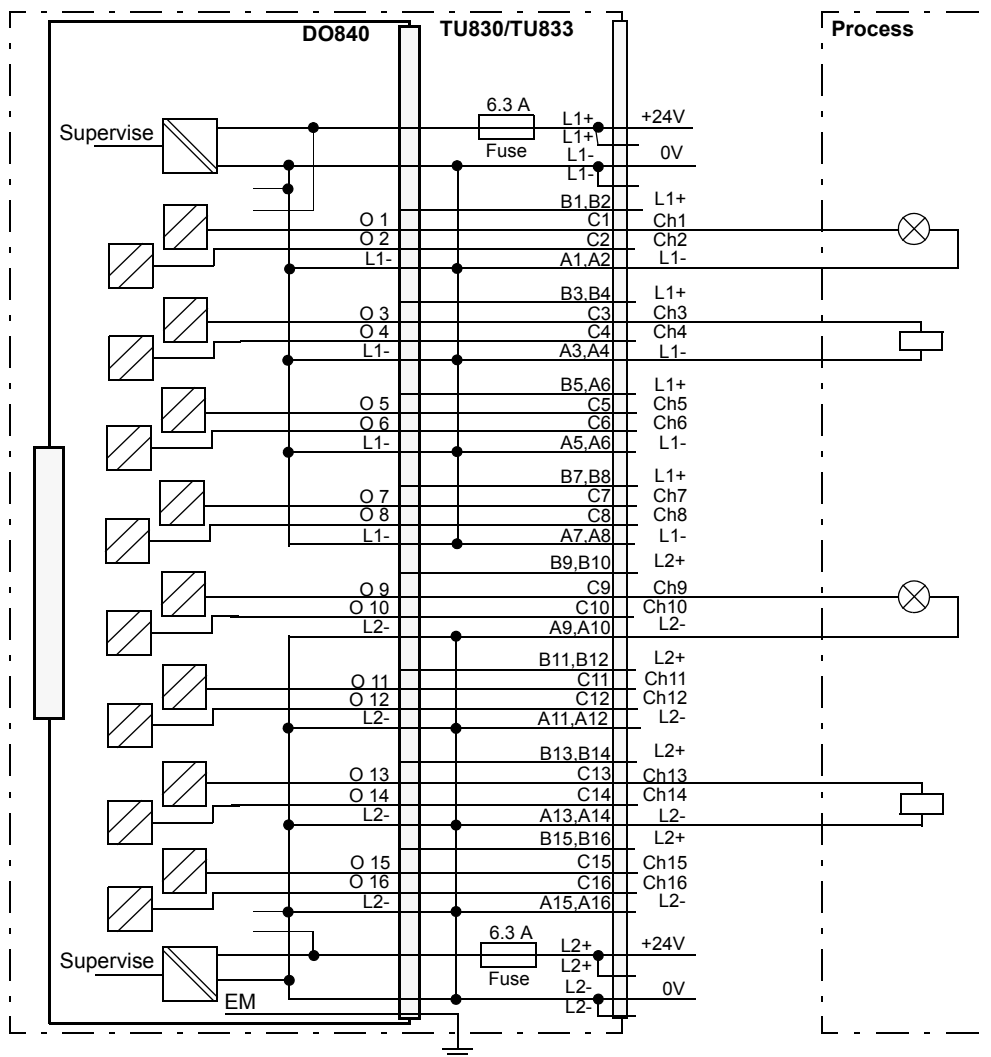 DO840 TU830/TU833 Process
6.3 A
Supervise Fuse L1+ +24V
L1+
L1- 0V
L1-
B1,B2 L1+
O 1 C1 Ch1
O 2 C2 Ch2
L1- A1,A2 L1-
B3,B4 L1+
O 3 C3 Ch3
O 4 C4 Ch4
L1- A3,A4 L1-
B5,A6 L1+
O 5 C5 Ch5
O 6 C6 Ch6
L1- A5,A6 L1-
B7,B8 L1+
O 7 C7 Ch7
O 8 C8 Ch8
L1- A7,A8 L1-
B9,B10 L2+
O 9 C9 Ch9
O 10 C10 Ch10
L2- A9,A10 L2-
B11,B12 L2+
O 11 C11 Ch11
O 12 C12 Ch12
L2- A11,A12 L2-
B13,B14 L2+
O 13 C13 Ch13
O 14 C14 Ch14
L2- A13,A14 L2-
B15,B16 L2+
O 15 C15 Ch15
O 16 C16 Ch16
L2- A15,A16 L2-
6.3 A
Supervise Fuse L2+ +24V
L2+
L2- 0V
L2-
EM